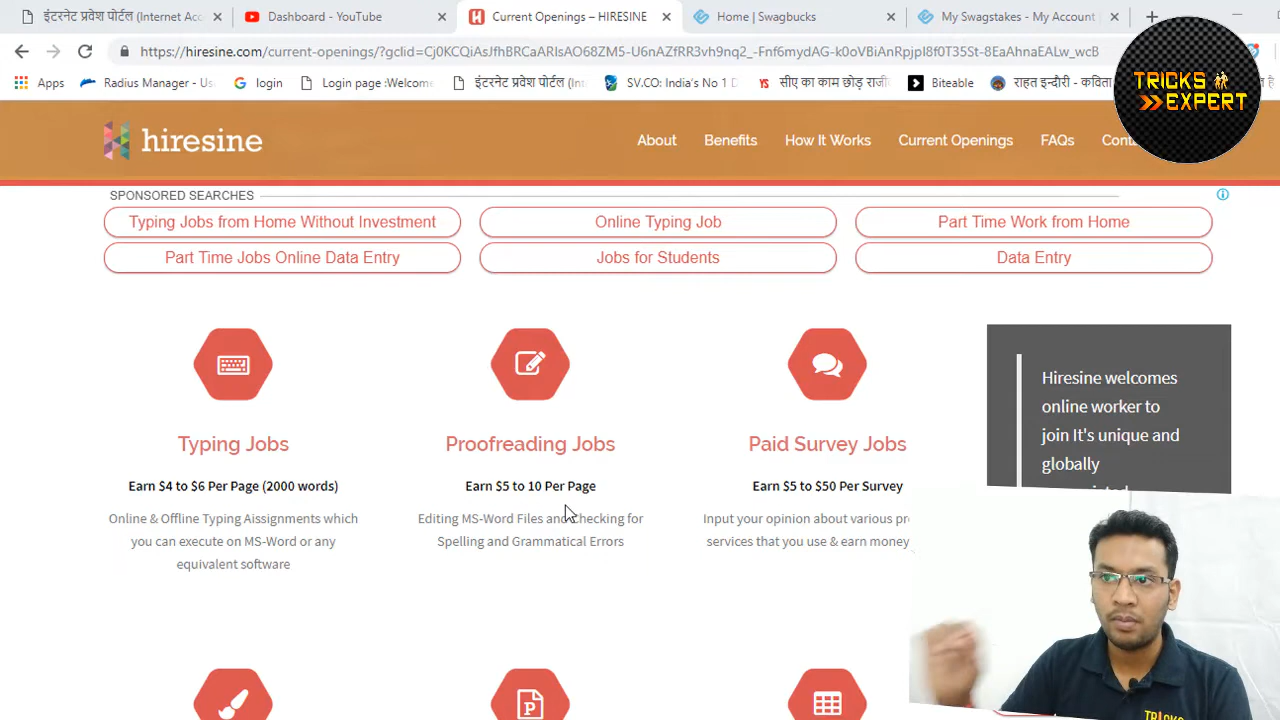 इंटरनेट प्रवेश पोर्टल (Internet Acc
Dashboard - YouTube
Current Openings – HIRESINE
Home | Swagbucks
My Swagstakes - My Account
https://hiresine.com/current-openings/?gclid=Cj0KCQiAsJfhBRCaARIsAO68ZM5-U6nAZfRR3vh9nq2_-Fnf6mydAG-k0oVBiAnRpjpI8f0T35St-8EaAhnaEALw_wcB
Apps
Radius Manager - Us
login
Login page :Welcome
इंटरनेट प्रवेश पोर्टल (Int
SV.CO: India's No 1 D
सीए का काम छोड़ राजी
Biteable
राहत इन्दौरी - कविता
TRICKS
EXPERT
hiresine
About
Benefits
How It Works
Current Openings
FAQs
Conta
SPONSORED SEARCHES
Typing Jobs from Home Without Investment
Online Typing Job
Part Time Work from Home
Part Time Jobs Online Data Entry
Jobs for Students
Data Entry
Typing Jobs
Earn $4 to $6 Per Page (2000 words)
Online & Offline Typing Aissignments which
you can execute on MS-Word or any
equivalent software
Proofreading Jobs
Earn $5 to 10 Per Page
Editing MS-Word Files and Checking for
Spelling and Grammatical Errors
Paid Survey Jobs
Earn $5 to $50 Per Survey
Input your opinion about various pr
services that you use & earn money
Hiresine welcomes
online worker to
join It's unique and
globally